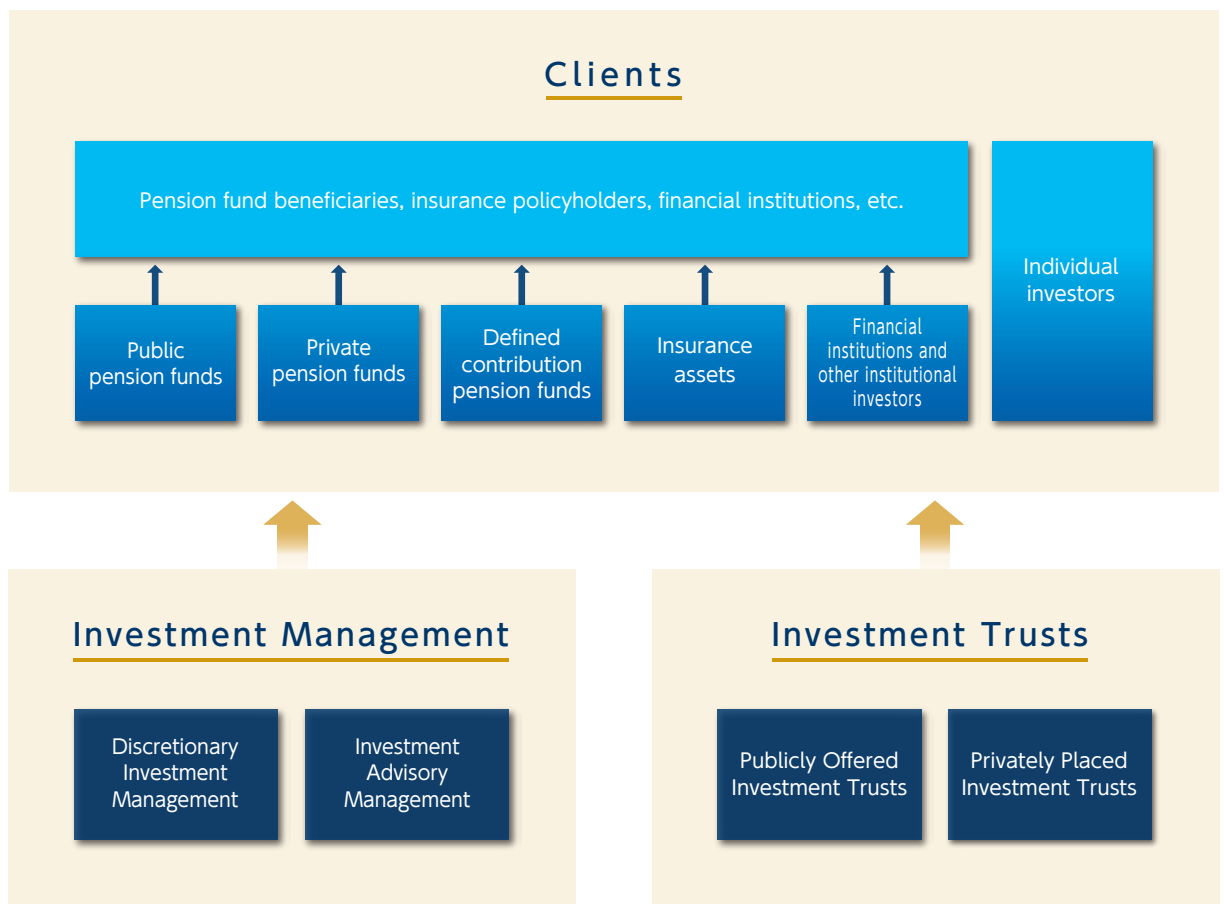 Clients
Pension fund beneficiaries, insurance policyholders, financial institutions, etc.
Individual
investors
Public
pension funds
Private
pension funds
Defined
contribution
pension funds
Insurance
assets
Financial
institutions and
other institutional
investors
Investment Management
Discretionary
Investment
Management
Investment
Advisory
Management
Investment Trusts
Publicly Offered
Investment Trusts
Privately Placed
Investment Trusts